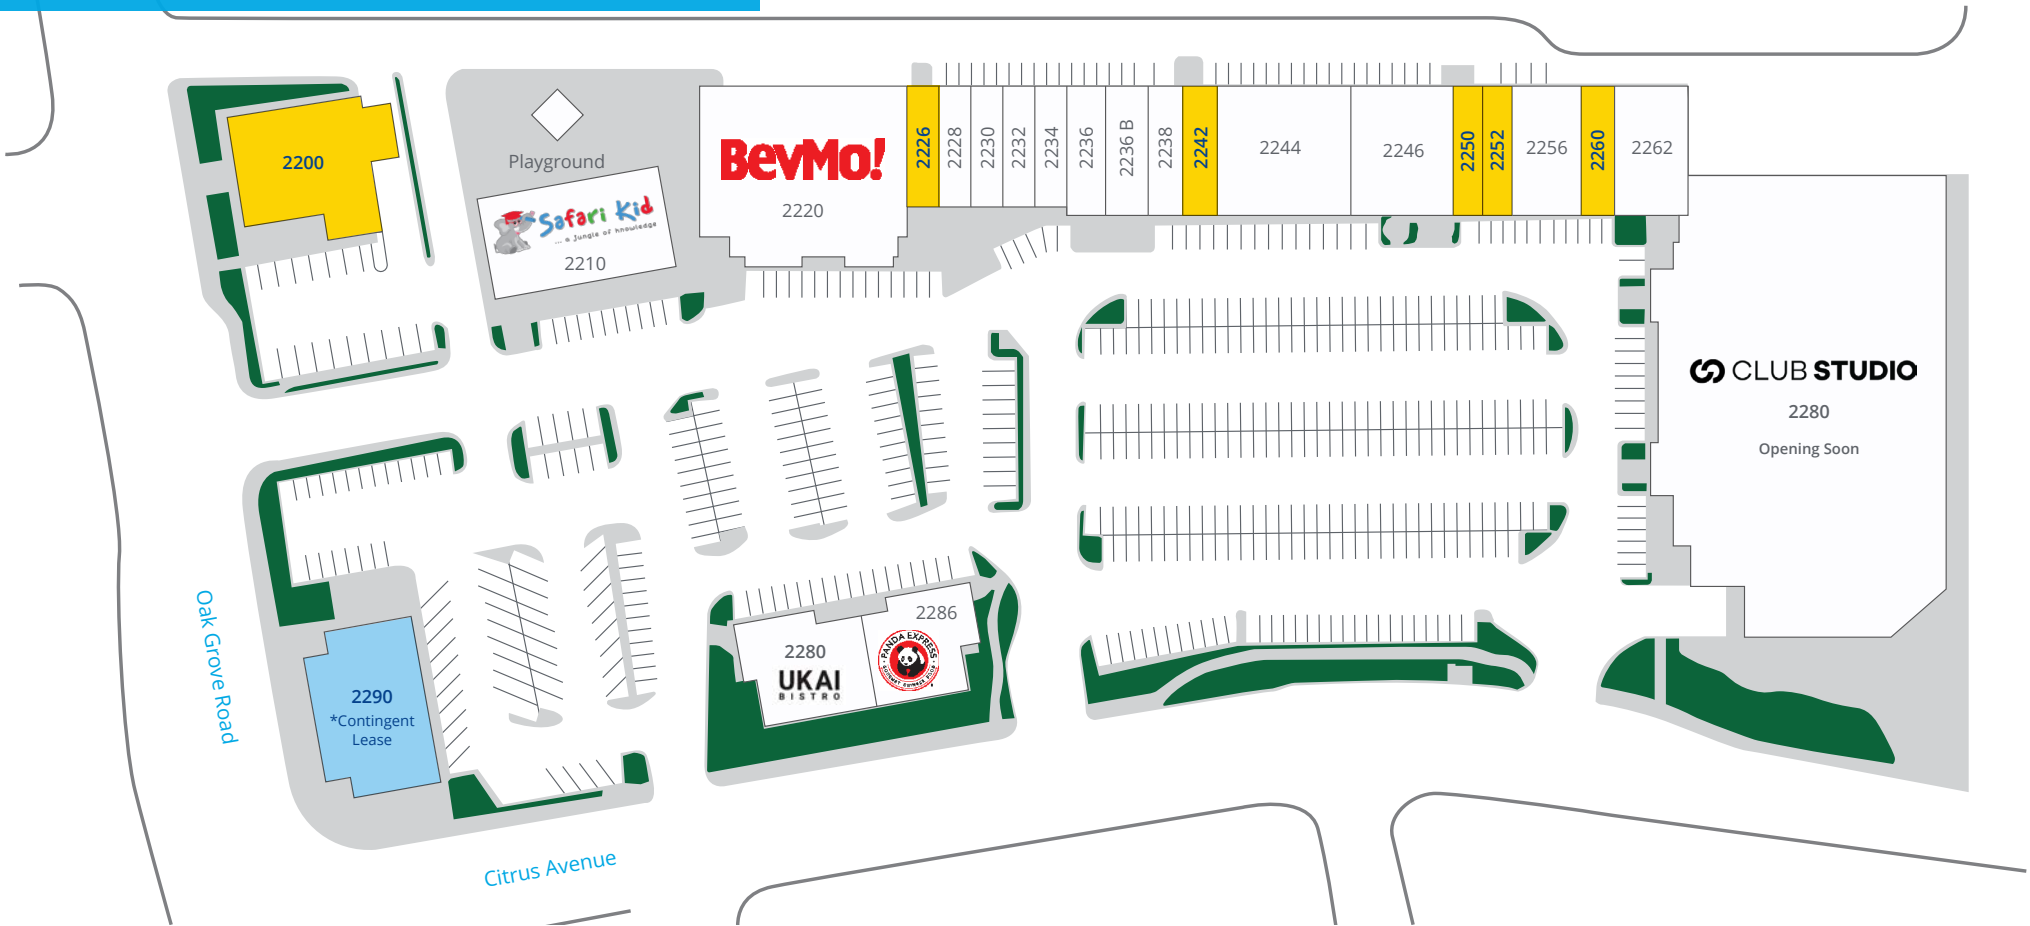 2200
Playground
Safari Kid
... a jungle of knowledge
2210
BevMo!
2220
2226
2228
2230
2232
2234
2236
2236 B
2238
2242
2244
2246
2250
2252
2256
2260
2262
CLUB STUDIO
2280
Opening Soon
2286
PANDA EXPRESS
GOURMET CHINESE FOOD
2280
UKAI
BISTRO
2290
*Contingent
Lease
Oak Grove Road
Citrus Avenue